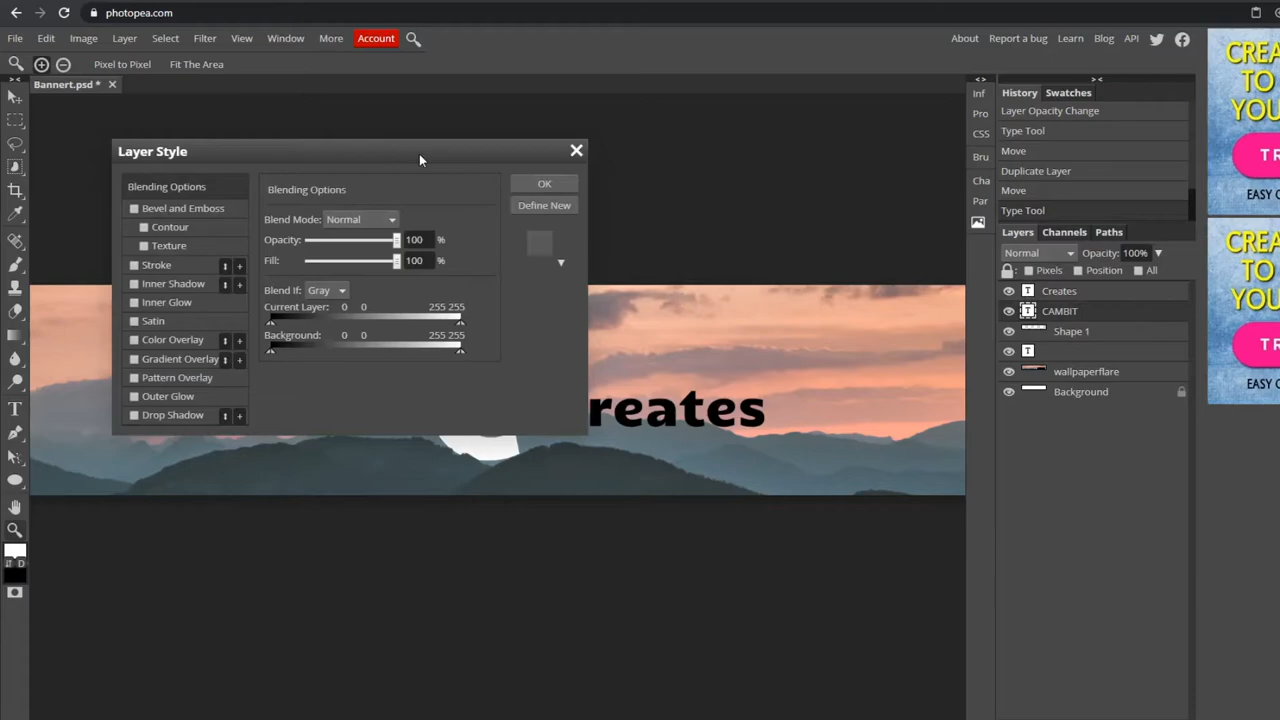 photopea.com
File Edit Image Layer Select Filter View Window More Account
About Report a bug Learn Blog API
Pixel to Pixel Fit The Area
Bannert.psd *
Layer Style
Blending Options
Bevel and Emboss
Contour
Texture
Stroke
Inner Shadow
Inner Glow
Satin
Color Overlay
Gradient Overlay
Pattern Overlay
Outer Glow
Drop Shadow
Blending Options
Blend Mode: Normal
Opacity: 100 %
Fill: 100 %
Blend If: Gray
Current Layer: 0 0 255 255
Background: 0 0 255 255
OK
Define New
reates
Inf
Pro
CSS
Bru
Cha
Par
History Swatches
Layer Opacity Change
Type Tool
Move
Duplicate Layer
Move
Type Tool
Layers Channels Paths
Normal Opacity: 100%
Pixels Position All
T Creates
T CAMBIT
Shape 1
T
wallpaperflare
Background
D
CREA
TO
YOU
TR
EASY C
CREA
TO
YOU
TR
EASY C